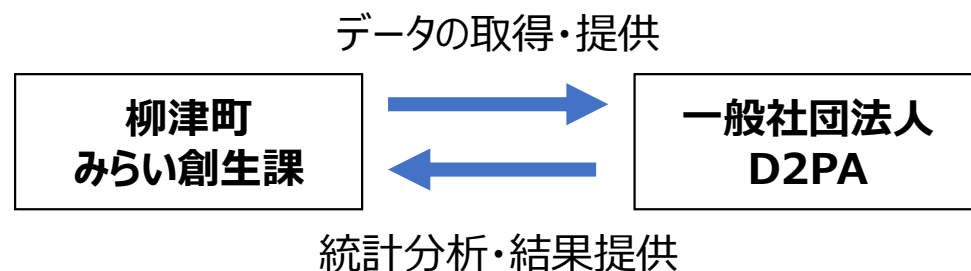 データの取得・提供
柳津町
みらい創生課
一般社団法人
D2PA
統計分析・結果提供